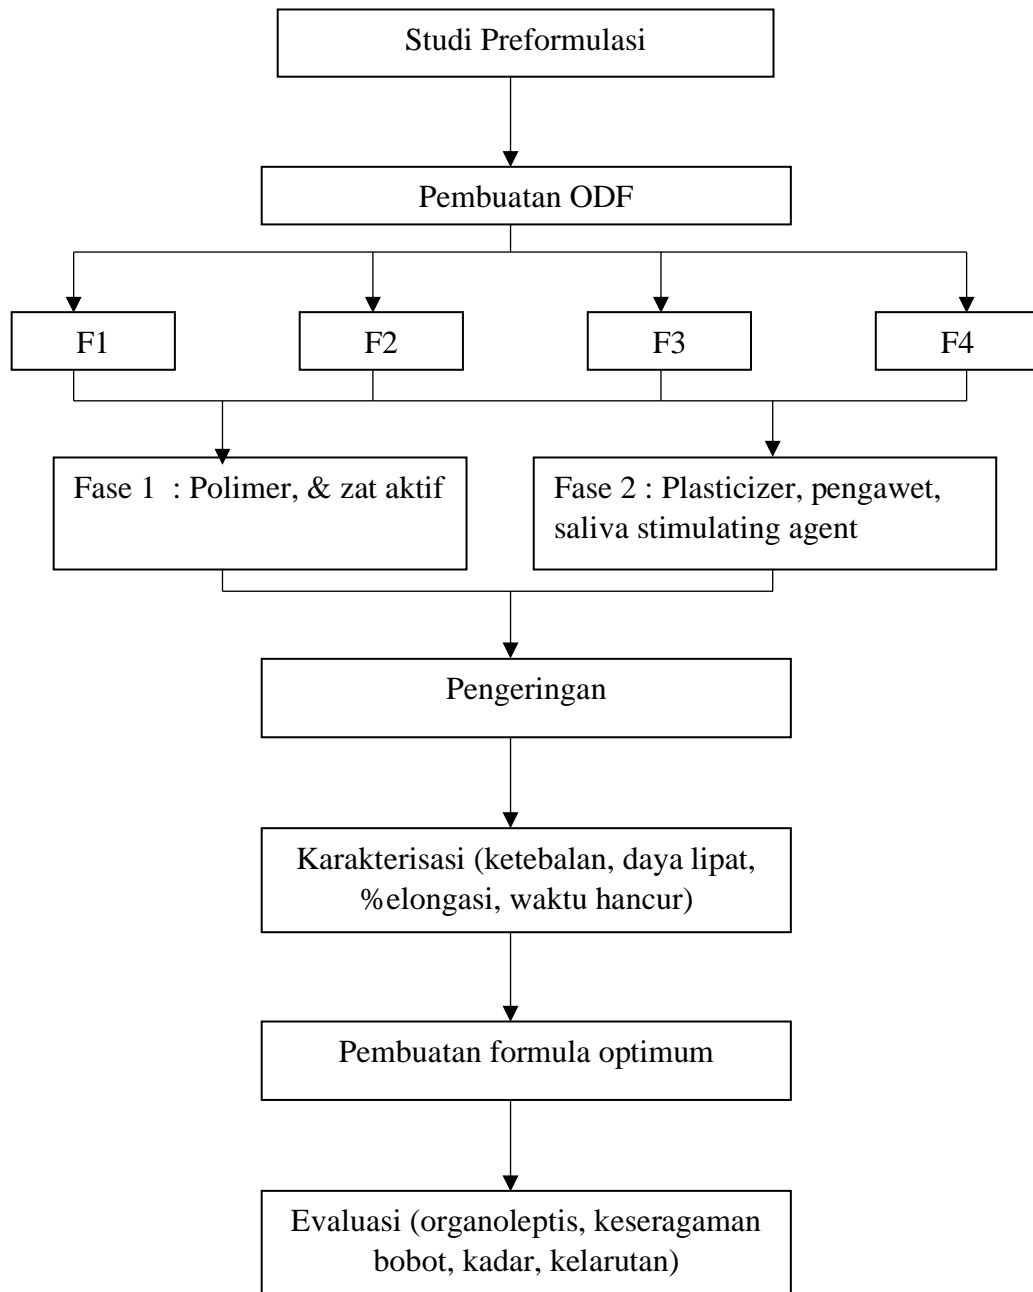 Studi Preformulasi
Pembuatan ODF
F1
F2
F3
F4
Fase 1 : Polimer, & zat aktif
Fase 2 : Plasticizer, pengawet,
saliva stimulating agent
Pengeringan
Karakterisasi (ketebalan, daya lipat,
%elongasi, waktu hancur)
Pembuatan formula optimum
Evaluasi (organoleptis, keseragaman
bobot, kadar, kelarutan)